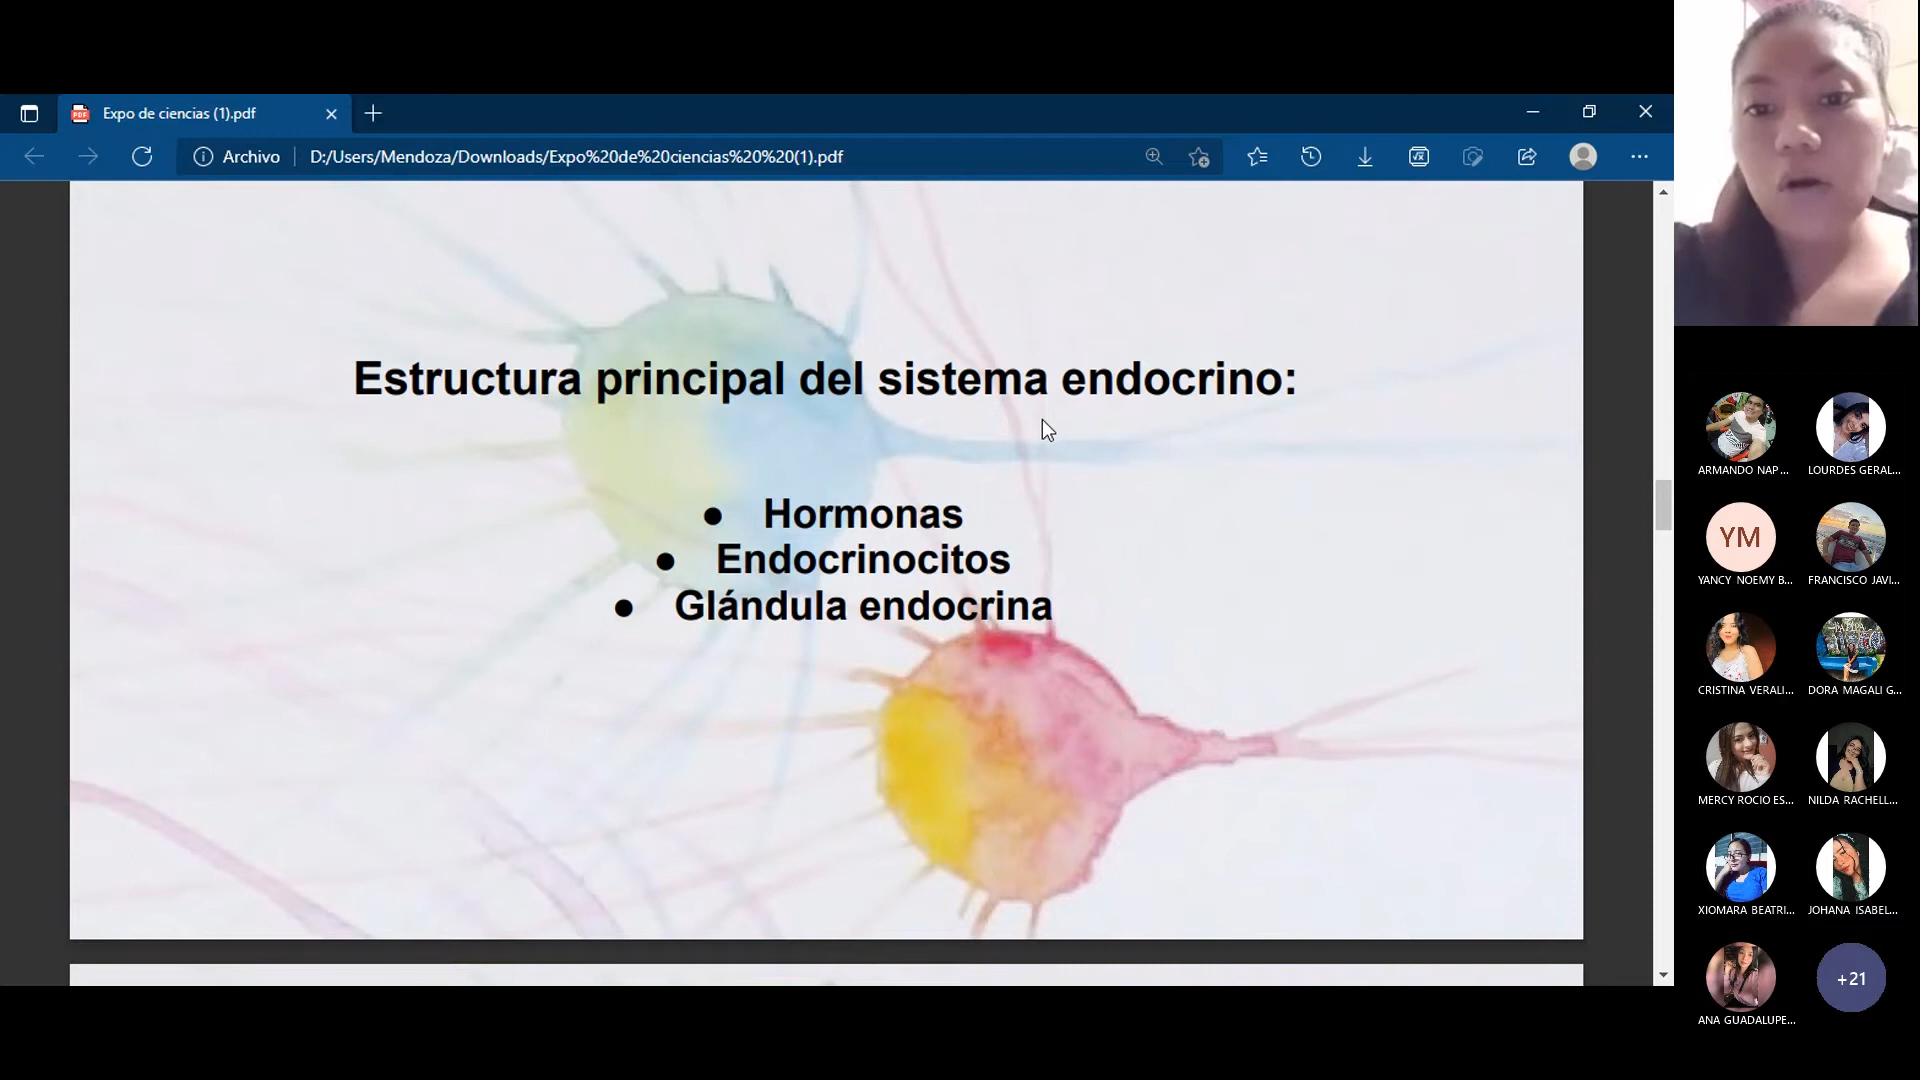 Expo de ciencias (1).pdf
Archivo
D:/Users/Mendoza/Downloads/Expo%20de%20ciencias%20%20(1).pdf
Estructura principal del sistema endocrino:
● Hormonas
● Endocrinocitos
● Glándula endocrina
ARMANDO NAP...
LOURDES GERAL...
YM
YANCY NOEMY B...
FRANCISCO JAVI...
CRISTINA VERALI...
DORA MAGALI G...
MERCY ROCIO ES...
NILDA RACHELL...
XIOMARA BEATRI...
JOHANA ISABEL...
ANA GUADALUPE...
+21